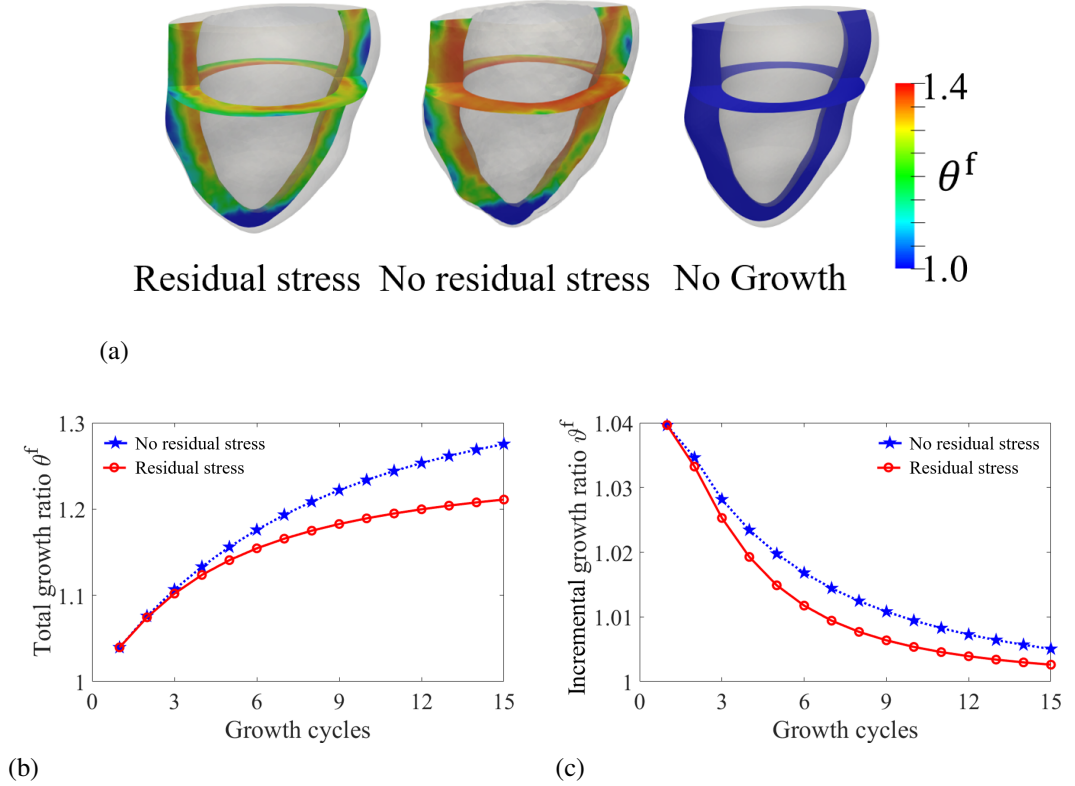 1.4
θᶠ
1.0
Residual stress No residual stress No Growth
(a)
1.3
1.2
1.1
1
Total growth ratio θᶠ
No residual stress
Residual stress
0 3 6 9 12 15
Growth cycles
(b)
1.04
1.03
1.02
1.01
1
Incremental growth ratio ϑᶠ
No residual stress
Residual stress
0 3 6 9 12 15
Growth cycles
(c)